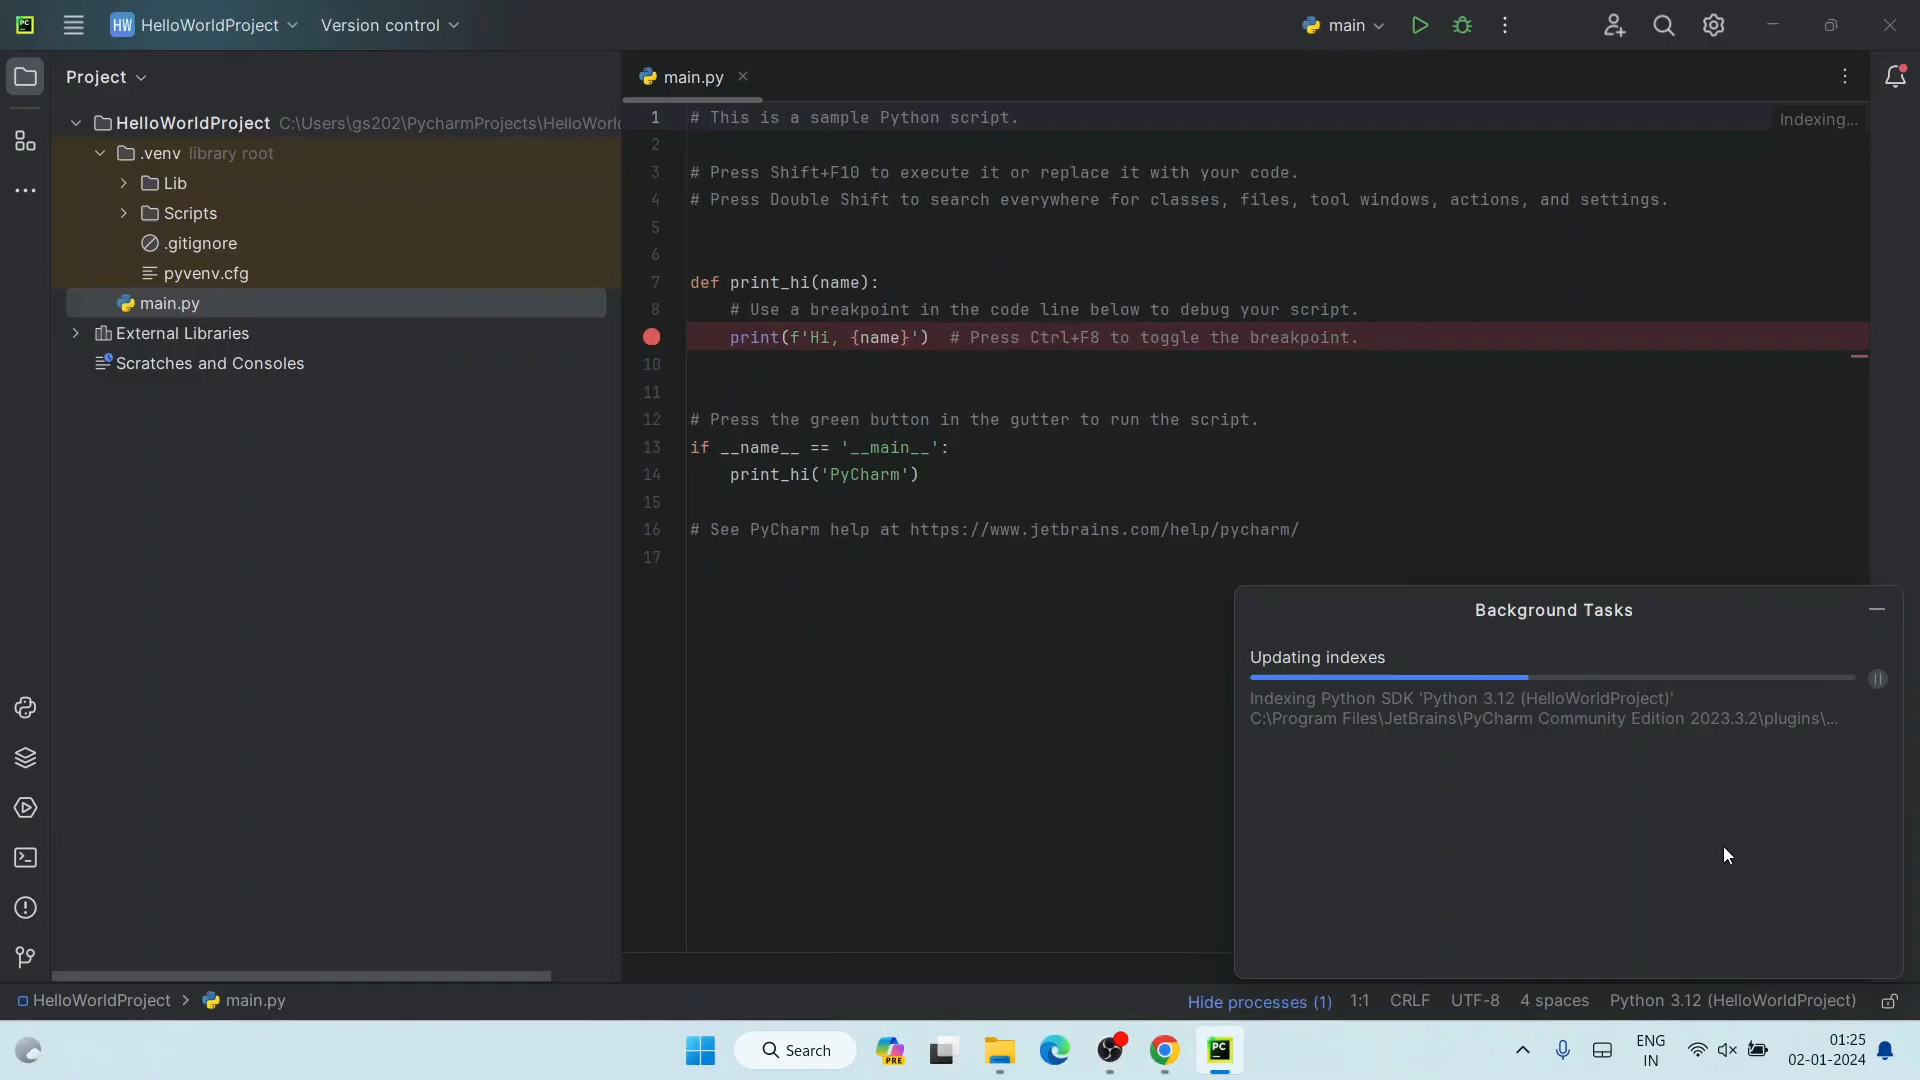 PC
HW HelloWorldProject
Version control
main
Project
main.py
HelloWorldProject C:\Users\gs202\PycharmProjects\HelloWorl
.venv library root
Lib
Scripts
.gitignore
pyvenv.cfg
main.py
External Libraries
Scratches and Consoles
Indexing...
1 # This is a sample Python script.
2
3 # Press Shift+F10 to execute it or replace it with your code.
4 # Press Double Shift to search everywhere for classes, files, tool windows, actions, and settings.
5
6
7 def print_hi(name):
8 # Use a breakpoint in the code line below to debug your script.
print(f'Hi, {name}') # Press Ctrl+F8 to toggle the breakpoint.
10
11
12 # Press the green button in the gutter to run the script.
13 if __name__ == '__main__':
14 print_hi('PyCharm')
15
16 # See PyCharm help at https://www.jetbrains.com/help/pycharm/
17
Background Tasks
Updating indexes
Indexing Python SDK 'Python 3.12 (HelloWorldProject)'
C:\Program Files\JetBrains\PyCharm Community Edition 2023.3.2\plugins\...
HelloWorldProject > main.py
Hide processes (1)
1:1
CRLF
UTF-8
4 spaces
Python 3.12 (HelloWorldProject)
Search
PRE
PC
ENG
IN
01:25
02-01-2024